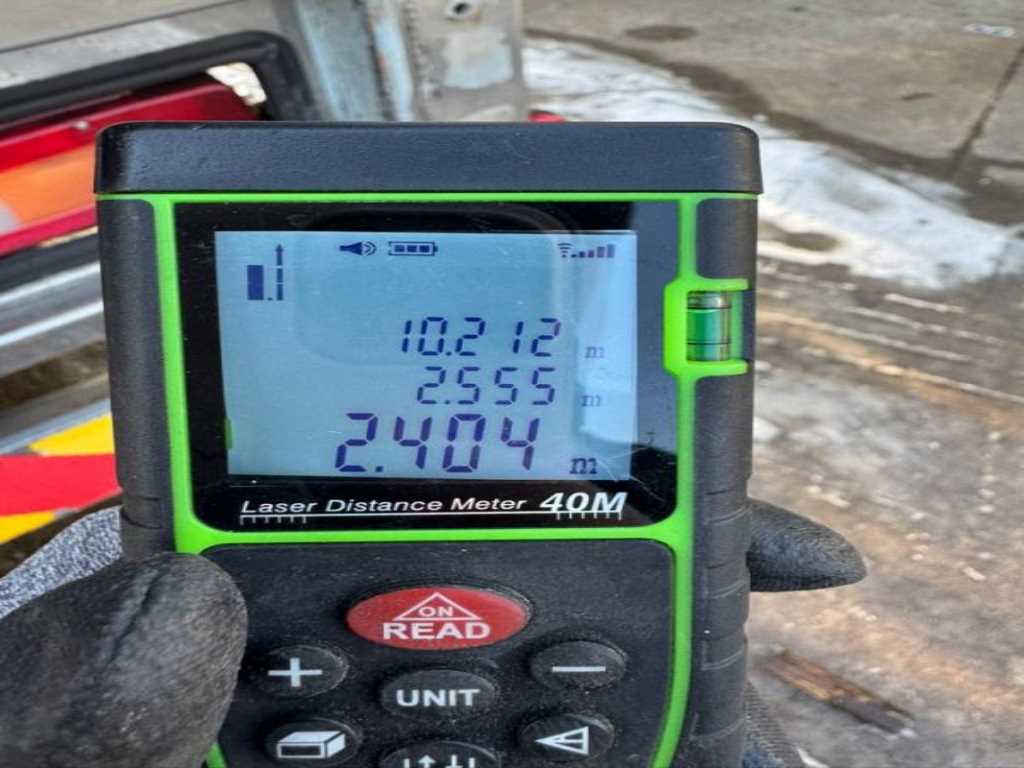 10.212 m
2.555 m
2.404 m
Laser Distance Meter 40M
ON
READ
UNIT